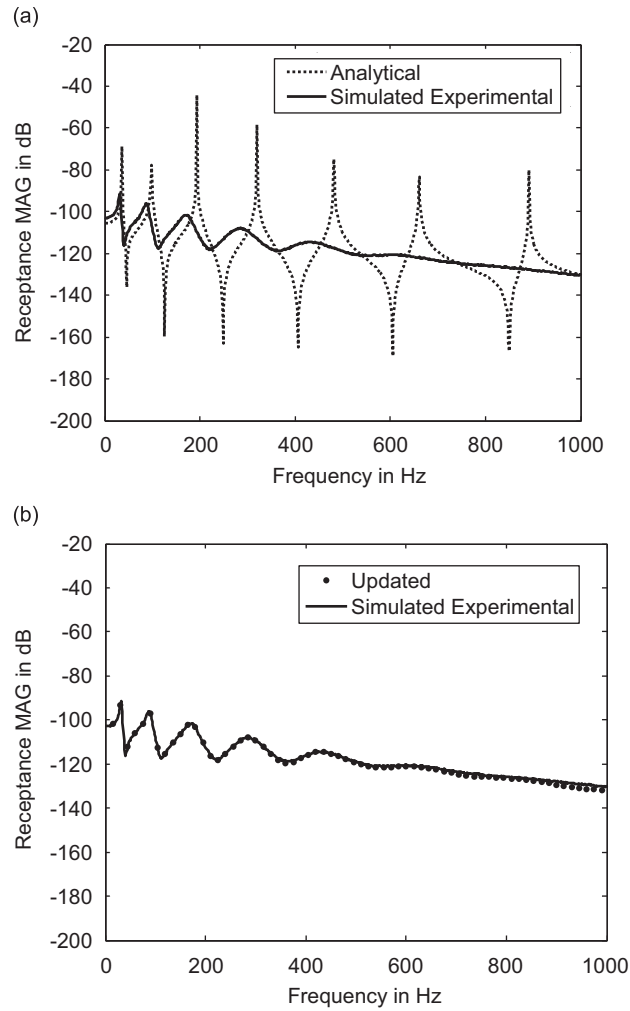 (a)
-20
-40
-60
-80
-100
-120
-140
-160
-180
-200
Receptance MAG in dB
Analytical
Simulated Experimental
0 200 400 600 800 1000
Frequency in Hz
(b)
-20
-40
-60
-80
-100
-120
-140
-160
-180
-200
Receptance MAG in dB
Updated
Simulated Experimental
0 200 400 600 800 1000
Frequency in Hz